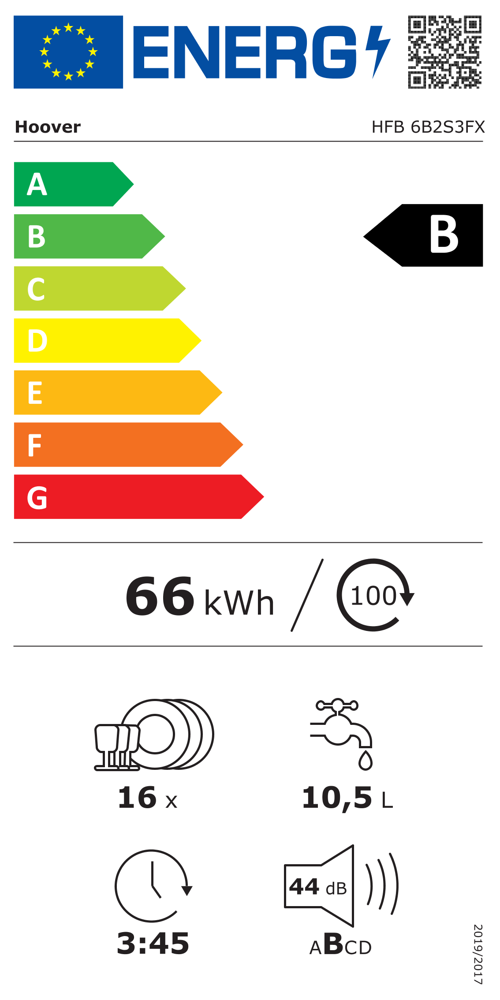 ENERG
Hoover HFB 6B2S3FX
A
B
B
C
D
E
F
G
66 kWh / 100
16 x
10,5 L
44 dB
3:45
ABCD
2019/2017